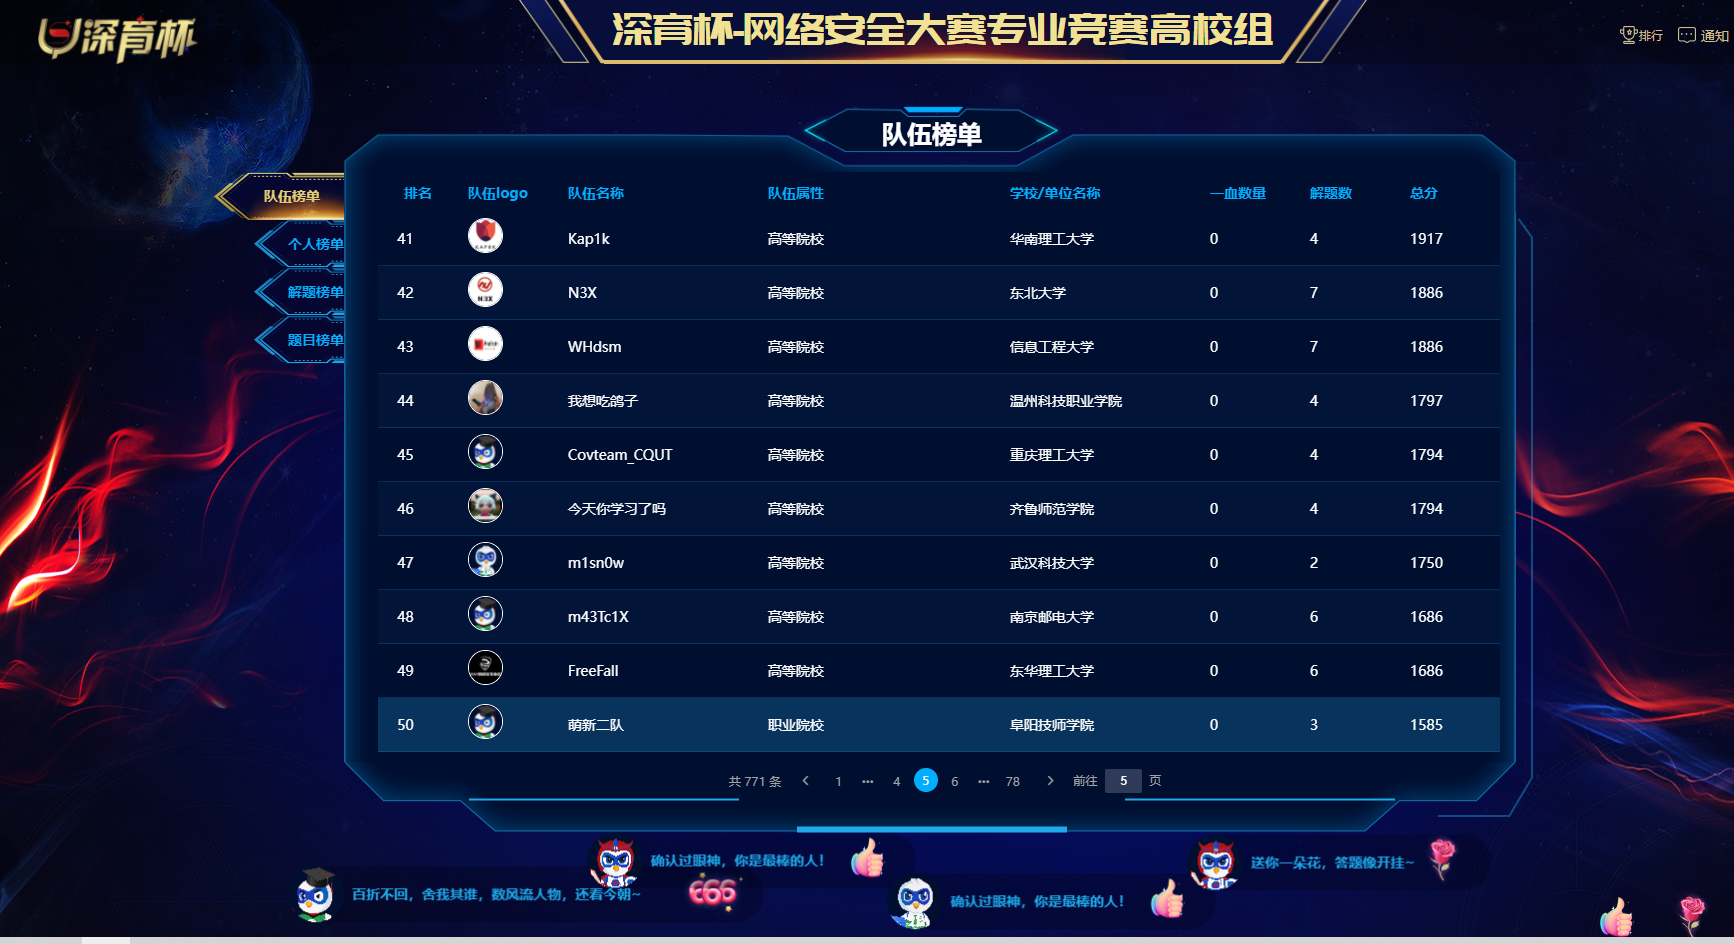 深育杯
深育杯-网络安全大赛专业竞赛高校组
排行 通知
队伍榜单
队伍榜单
个人榜单
解题榜单
题目榜单
排名 队伍logo 队伍名称 队伍属性 学校/单位名称 一血数量 解题数 总分
41 Kap1k 高等院校 华南理工大学 0 4 1917
42 N3X 高等院校 东北大学 0 7 1886
43 WHdsm 高等院校 信息工程大学 0 7 1886
44 我想吃鸽子 高等院校 温州科技职业学院 0 4 1797
45 Covteam_CQUT 高等院校 重庆理工大学 0 4 1794
46 今天你学习了吗 高等院校 齐鲁师范学院 0 4 1794
47 m1sn0w 高等院校 武汉科技大学 0 2 1750
48 m43Tc1X 高等院校 南京邮电大学 0 6 1686
49 FreeFall 高等院校 东华理工大学 0 6 1686
50 萌新二队 职业院校 阜阳技师学院 0 3 1585
共 771 条 < 1 ··· 4 5 6 ··· 78 > 前往 5 页
确认过眼神，你是最棒的人！
送你一朵花，答题像开挂~
百折不回，舍我其谁，数风流人物，还看今朝~ 666
确认过眼神，你是最棒的人！